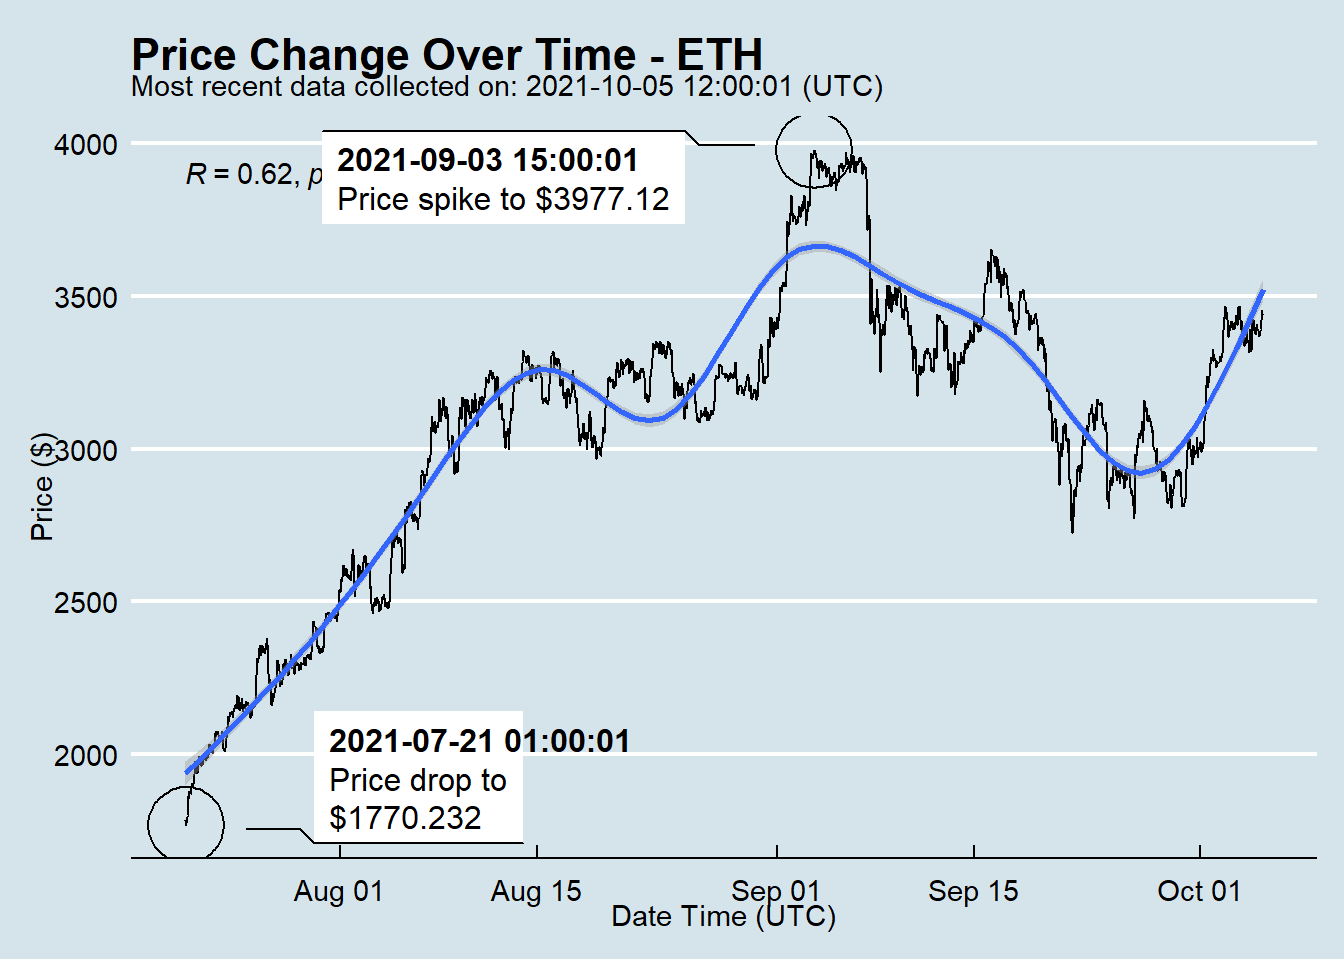 Price Change Over Time - ETH
Most recent data collected on: 2021-10-05 12:00:01 (UTC)
4000
R = 0.62, p
2021-09-03 15:00:01
Price spike to $3977.12
3500
3000
Price ($)
2500
2000
2021-07-21 01:00:01
Price drop to
$1770.232
Aug 01
Aug 15
Sep 01
Sep 15
Oct 01
Date Time (UTC)